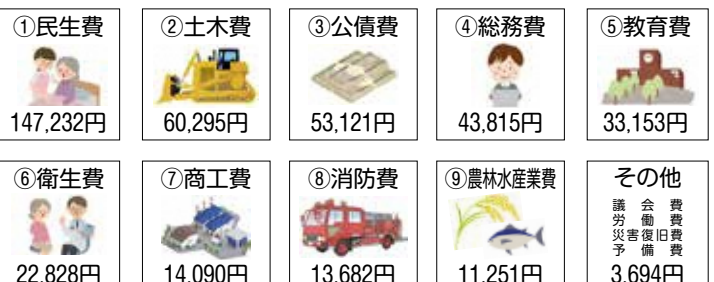 ①民生費
147,232円
②土木費
60,295円
③公債費
53,121円
④総務費
43,815円
⑤教育費
33,153円
⑥衛生費
22,828円
⑦商工費
14,090円
⑧消防費
13,682円
⑨農林水産業費
11,251円
その他
議会費
労働費
災害復旧費
予備費
3,694円